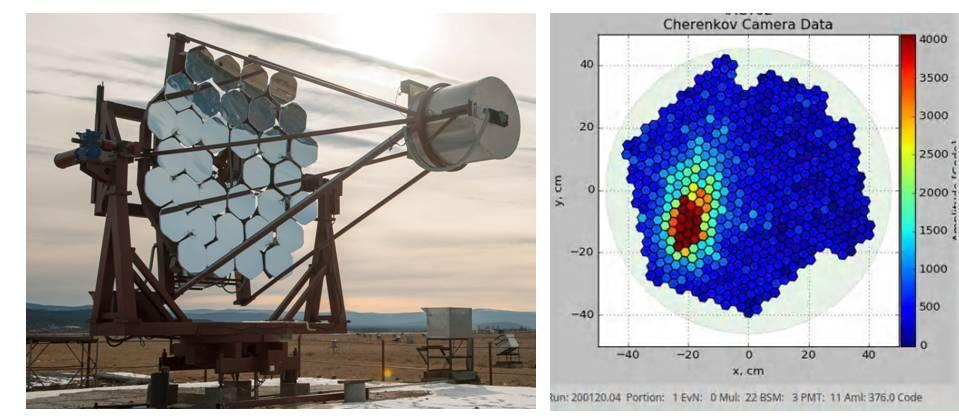 Cherenkov Camera Data
4000
3500
3000
2500
2000
1500
1000
500
0
40
20
0
−20
−40
y, cm
−40 −20 0 20 40
x, cm
Run: 200120.04 Portion: 1 EvN: 0 Mul: 22 BSM: 3 PMT: 11 Aml: 376.0 Code